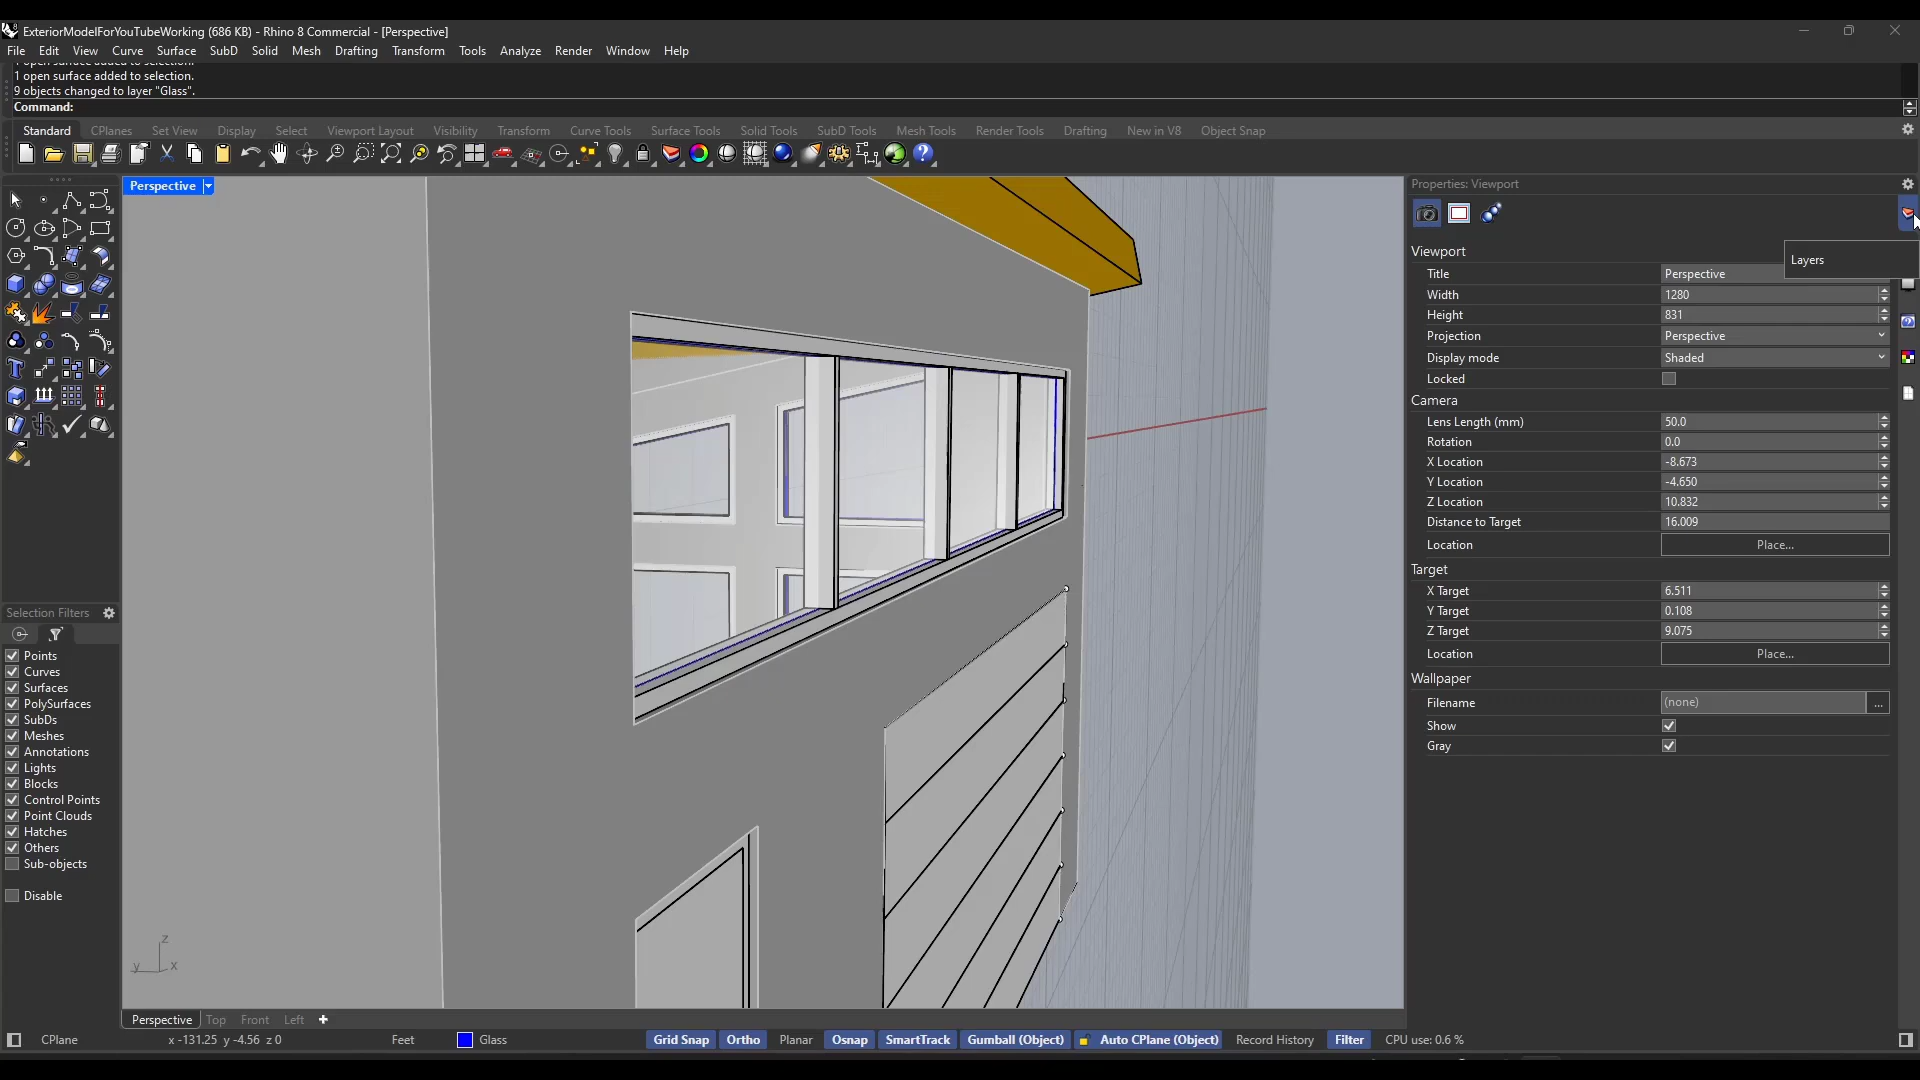 ExteriorModelForYouTubeWorking (686 KB) - Rhino 8 Commercial - [Perspective]
File Edit View Curve Surface SubD Solid Mesh Drafting Transform Tools Analyze Render Window Help
1 open surface added to selection.
1 open surface added to selection.
9 objects changed to layer "Glass".
Command:
Standard CPlanes Set View Display Select Viewport Layout Visibility Transform Curve Tools Surface Tools Solid Tools SubD Tools Mesh Tools Render Tools Drafting New in V8 Object Snap
Perspective
Properties: Viewport
Viewport
Layers
Title Perspective
Width 1280
Height 831
Projection Perspective
Display mode Shaded
Locked
Camera
Lens Length (mm) 50.0
Rotation 0.0
X Location -8.673
Y Location -4.650
Z Location 10.832
Distance to Target 16.009
Location Place...
Target
X Target 6.511
Y Target 0.108
Z Target 9.075
Location Place...
Wallpaper
Filename (none) ...
Show
Gray
Selection Filters
Points
Curves
Surfaces
PolySurfaces
SubDs
Meshes
Annotations
Lights
Blocks
Control Points
Point Clouds
Hatches
Others
Sub-objects
Disable
z
y x
Perspective Top Front Left
CPlane x -131.25 y -4.56 z 0 Feet Glass Grid Snap Ortho Planar Osnap SmartTrack Gumball (Object) Auto CPlane (Object) Record History Filter CPU use: 0.6 %